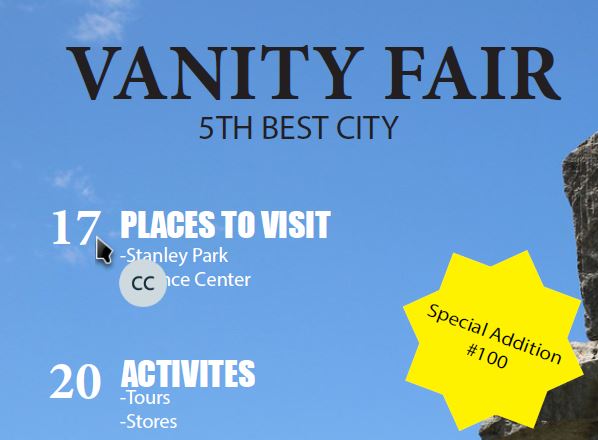 VANITY FAIR
5TH BEST CITY
17 PLACES TO VISIT
-Stanley Park
CC
nce Center
Special Addition
#100
20 ACTIVITES
-Tours
-Stores